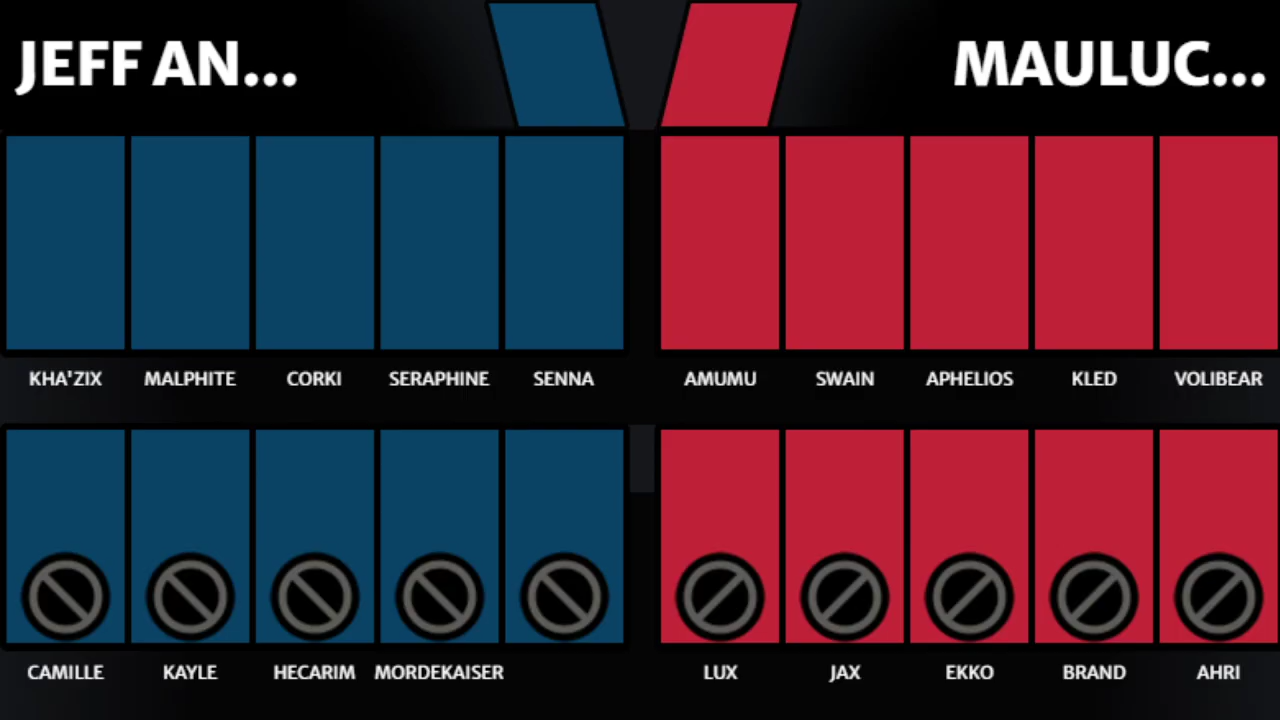 JEFF AN... MAULUC...
KHA'ZIX MALPHITE CORKI SERAPHINE SENNA AMUMU SWAIN APHELIOS KLED VOLIBEAR
CAMILLE KAYLE HECARIM MORDEKAISER LUX JAX EKKO BRAND AHRI